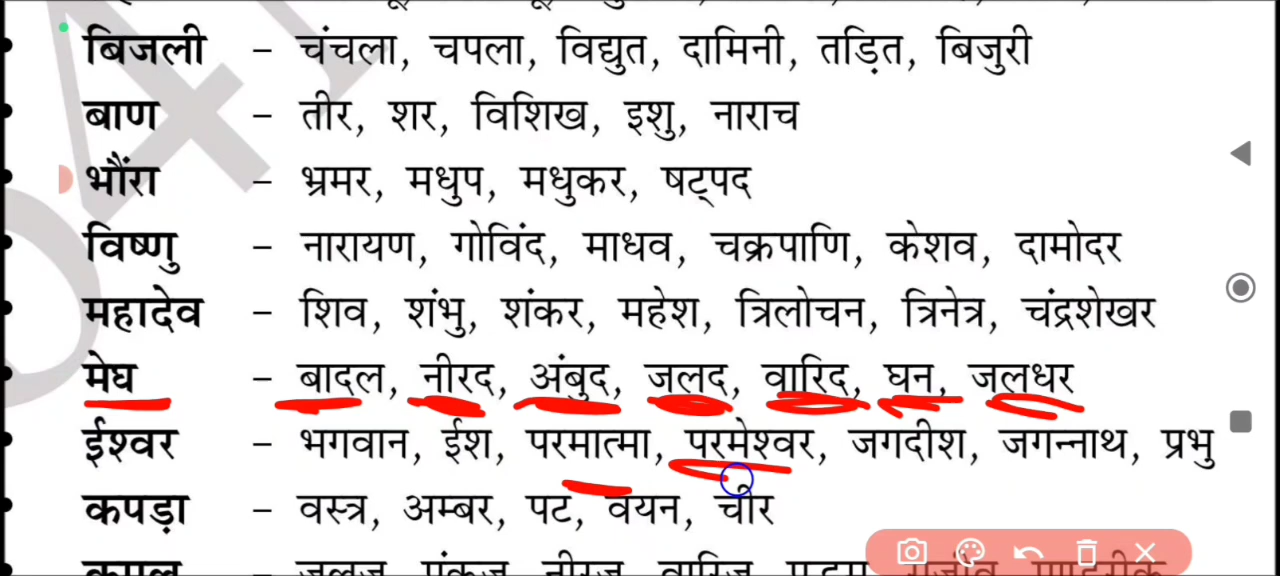 बिजली – चंचला, चपला, विद्युत, दामिनी, तड़ित, बिजुरी
बाण – तीर, शर, विशिख, इशु, नाराच
भौंरा – भ्रमर, मधुप, मधुकर, षट्पद
विष्णु – नारायण, गोविंद, माधव, चक्रपाणि, केशव, दामोदर
महादेव – शिव, शंभु, शंकर, महेश, त्रिलोचन, त्रिनेत्र, चंद्रशेखर
मेघ – बादल, नीरद, अंबुद, जलद, वारिद, घन, जलधर
ईश्वर – भगवान, ईश, परमात्मा, परमेश्वर, जगदीश, जगन्नाथ, प्रभु
कपड़ा – वस्त्र, अम्बर, पट, वयन, चीर